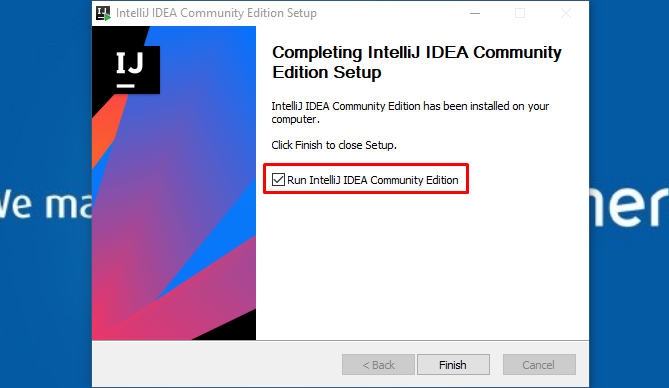 IntelliJ IDEA Community Edition Setup
IJ
Completing IntelliJ IDEA Community
Edition Setup
IntelliJ IDEA Community Edition has been installed on your
computer.
Click Finish to close Setup.
Run IntelliJ IDEA Community Edition
We ma
ner
< Back
Finish
Cancel